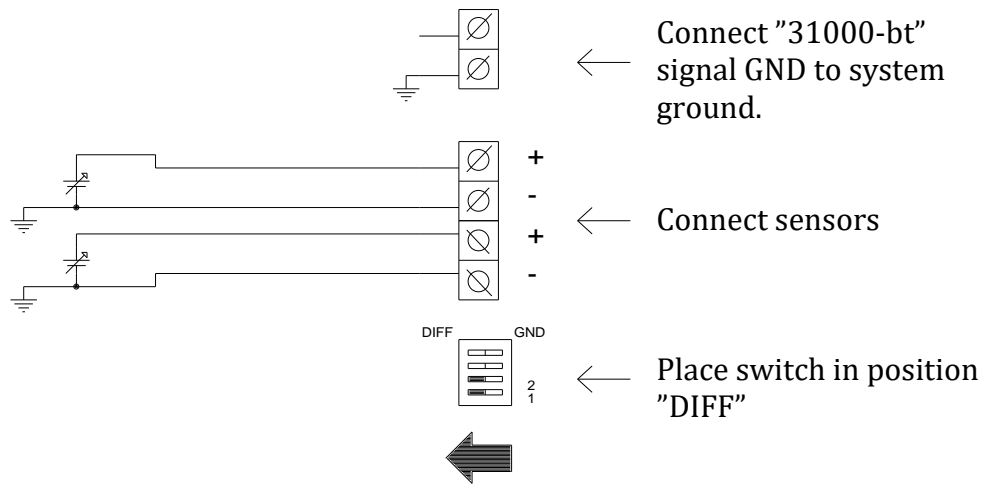 Connect ”31000-bt”
signal GND to system
ground.
+
-
Connect sensors
+
-
DIFF GND
2
1
Place switch in position
”DIFF”